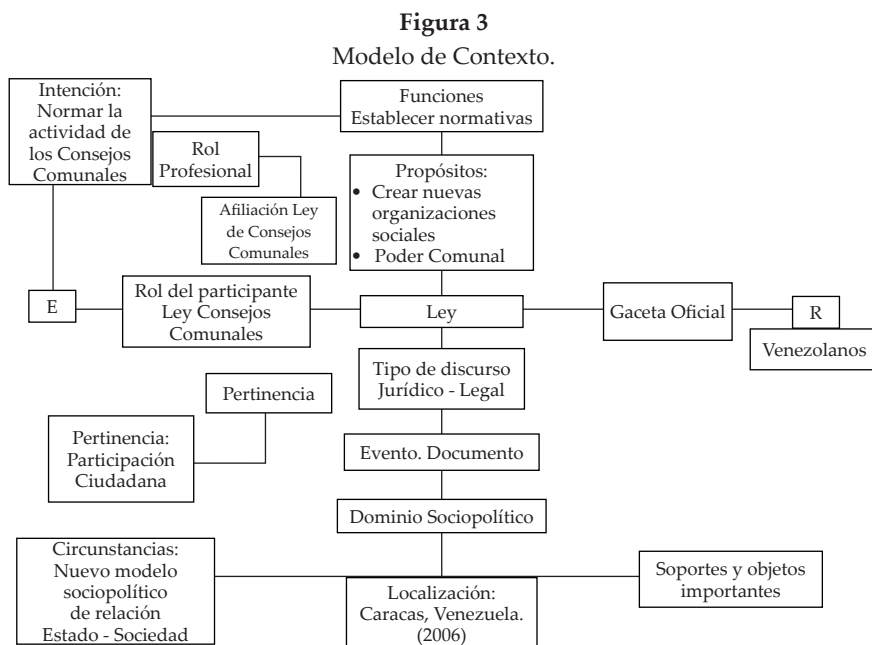 Figura 3
Modelo de Contexto.
Intención:
Normar la
actividad de
los Consejos
Comunales
Funciones
Establecer normativas
Rol
Profesional
Afiliación Ley
de Consejos
Comunales
Propósitos:
• Crear nuevas
organizaciones
sociales
• Poder Comunal
E
Rol del participante
Ley Consejos
Comunales
Ley
Gaceta Oficial
R
Venezolanos
Tipo de discurso
Jurídico - Legal
Pertinencia
Pertinencia:
Participación
Ciudadana
Evento. Documento
Dominio Sociopolítico
Circunstancias:
Nuevo modelo
sociopolítico
de relación
Estado - Sociedad
Localización:
Caracas, Venezuela.
(2006)
Soportes y objetos
importantes